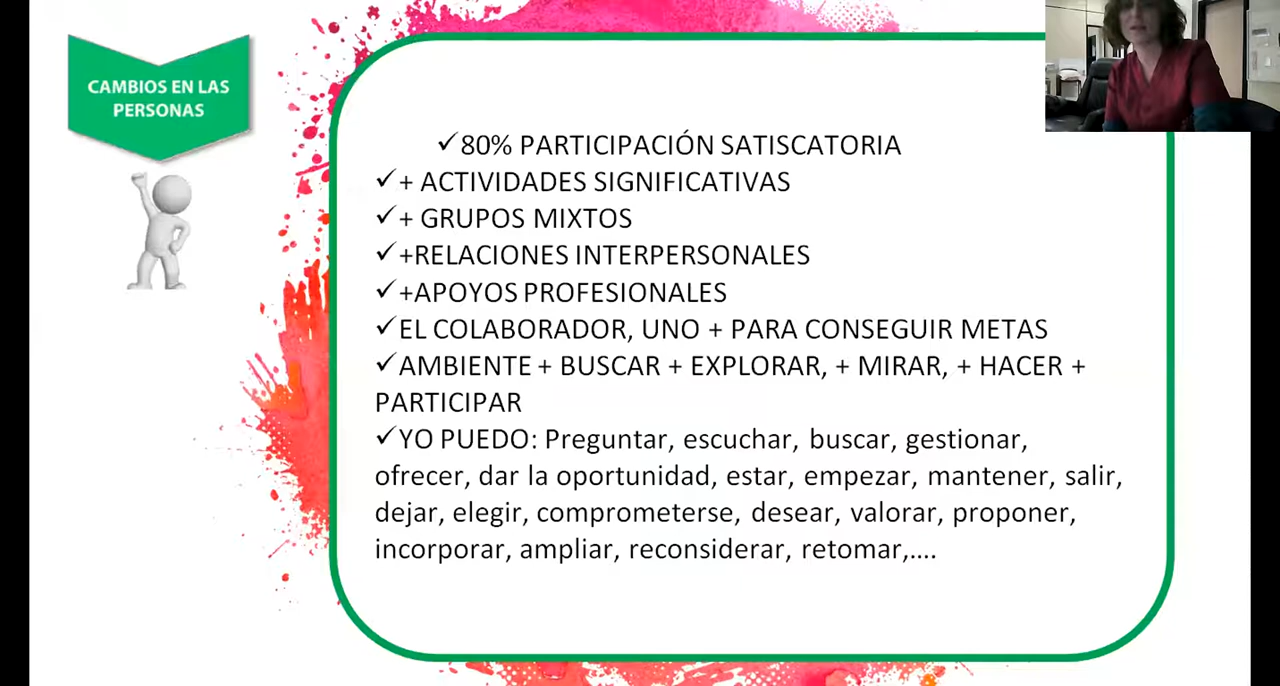 CAMBIOS EN LAS
PERSONAS
✓80% PARTICIPACIÓN SATISCATORIA
✓+ ACTIVIDADES SIGNIFICATIVAS
✓+ GRUPOS MIXTOS
✓+RELACIONES INTERPERSONALES
✓+APOYOS PROFESIONALES
✓EL COLABORADOR, UNO + PARA CONSEGUIR METAS
✓AMBIENTE + BUSCAR + EXPLORAR, + MIRAR, + HACER +
PARTICIPAR
✓YO PUEDO: Preguntar, escuchar, buscar, gestionar,
ofrecer, dar la oportunidad, estar, empezar, mantener, salir,
dejar, elegir, comprometerse, desear, valorar, proponer,
incorporar, ampliar, reconsiderar, retomar,....